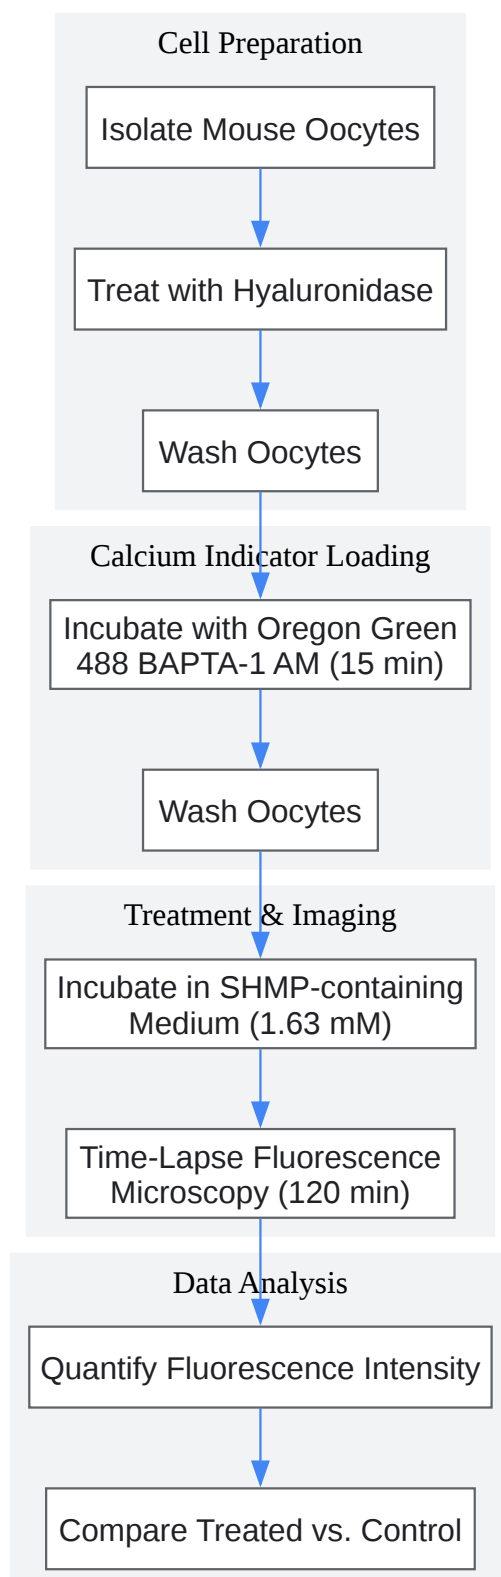 Cell Preparation
Isolate Mouse Oocytes
Treat with Hyaluronidase
Wash Oocytes
Calcium Indicator Loading
Incubate with Oregon Green
488 BAPTA-1 AM (15 min)
Wash Oocytes
Treatment & Imaging
Incubate in SHMP-containing
Medium (1.63 mM)
Time-Lapse Fluorescence
Microscopy (120 min)
Data Analysis
Quantify Fluorescence Intensity
Compare Treated vs. Control